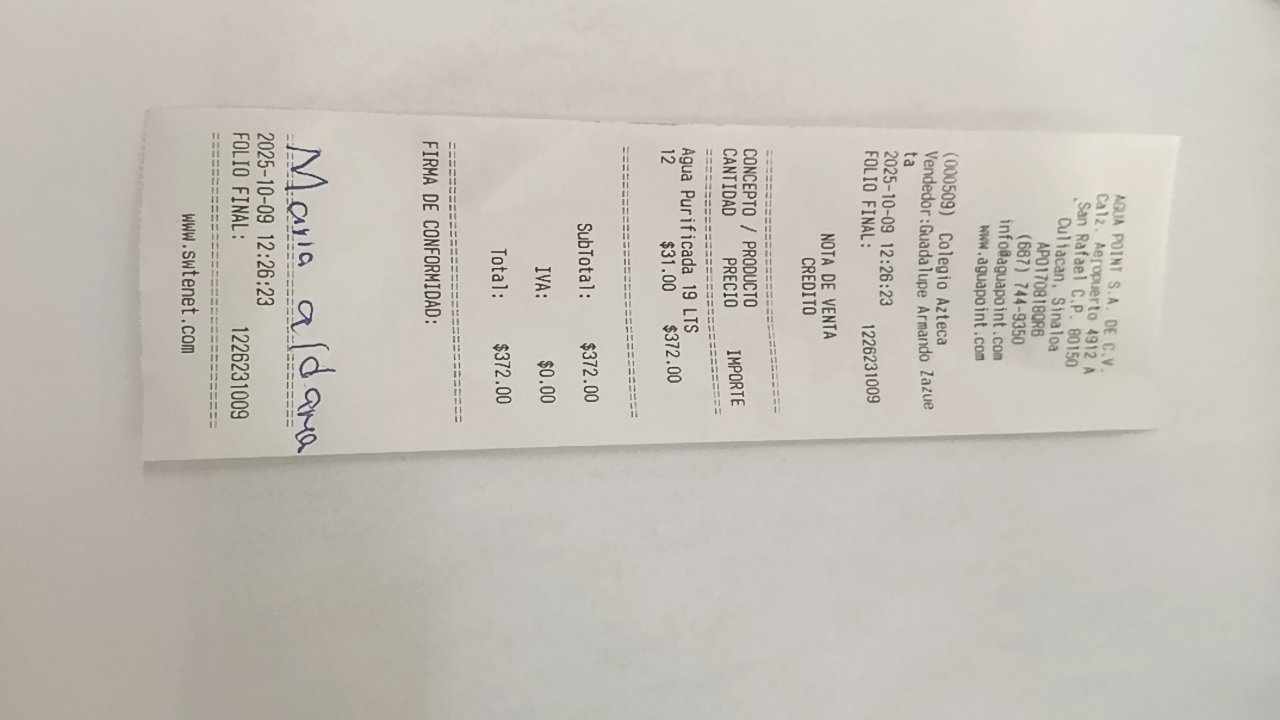 AGUA POINT S.A. DE C.V.
Calz. Aeropuerto 4912 A
San Rafael C.P. 80150
Culiacan, Sinaloa
APO170818QR6
(667) 744-9350
info@aguapoint.com
www.aguapoint.com
(000509) Colegio Azteca
Vendedor:Guadalupe Armando Zazue
ta
2025-10-09 12:26:23
FOLIO FINAL: 1226231009
NOTA DE VENTA
CREDITO
CONCEPTO / PRODUCTO
CANTIDAD PRECIO IMPORTE
Agua Purificada 19 LTS
12 $31.00 $372.00
SubTotal: $372.00
IVA: $0.00
Total: $372.00
FIRMA DE CONFORMIDAD:
Maria aldana
2025-10-09 12:26:23
FOLIO FINAL: 1226231009
www.swtenet.com